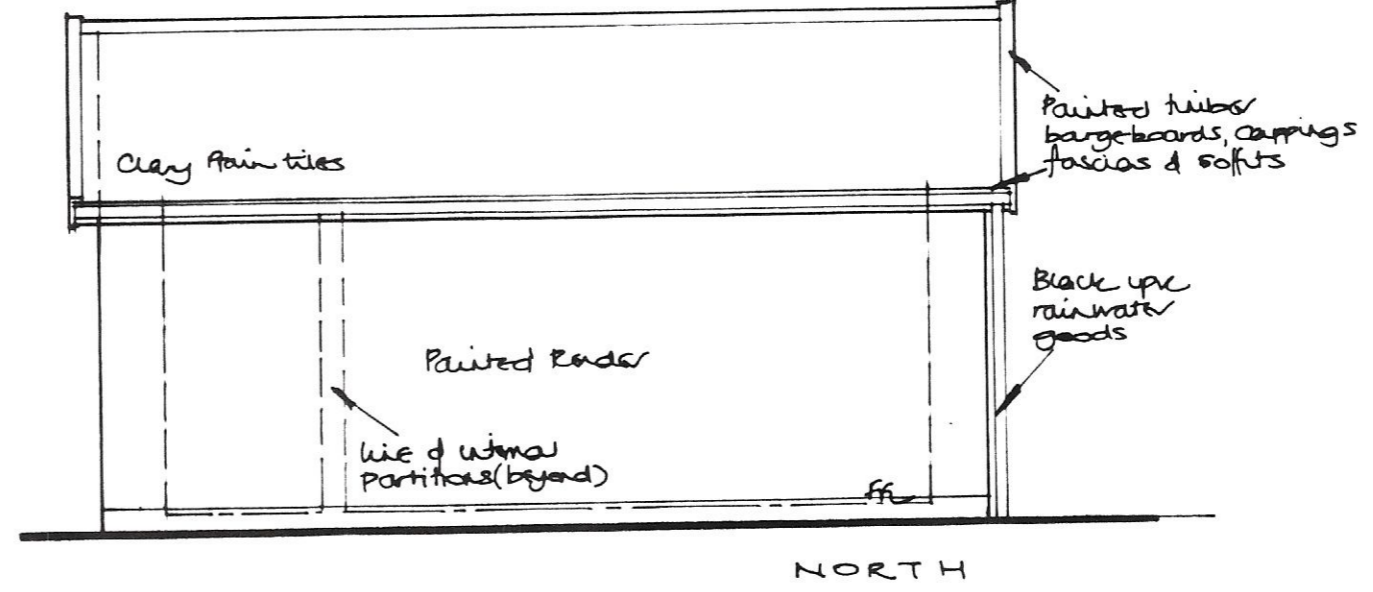 Painted timber
bargeboards, cappings
fascias & soffits
Clay Plain tiles
Black upvc
rainwater
goods
Painted Render
line of internal
partitions (beyond)
ffl
NORTH